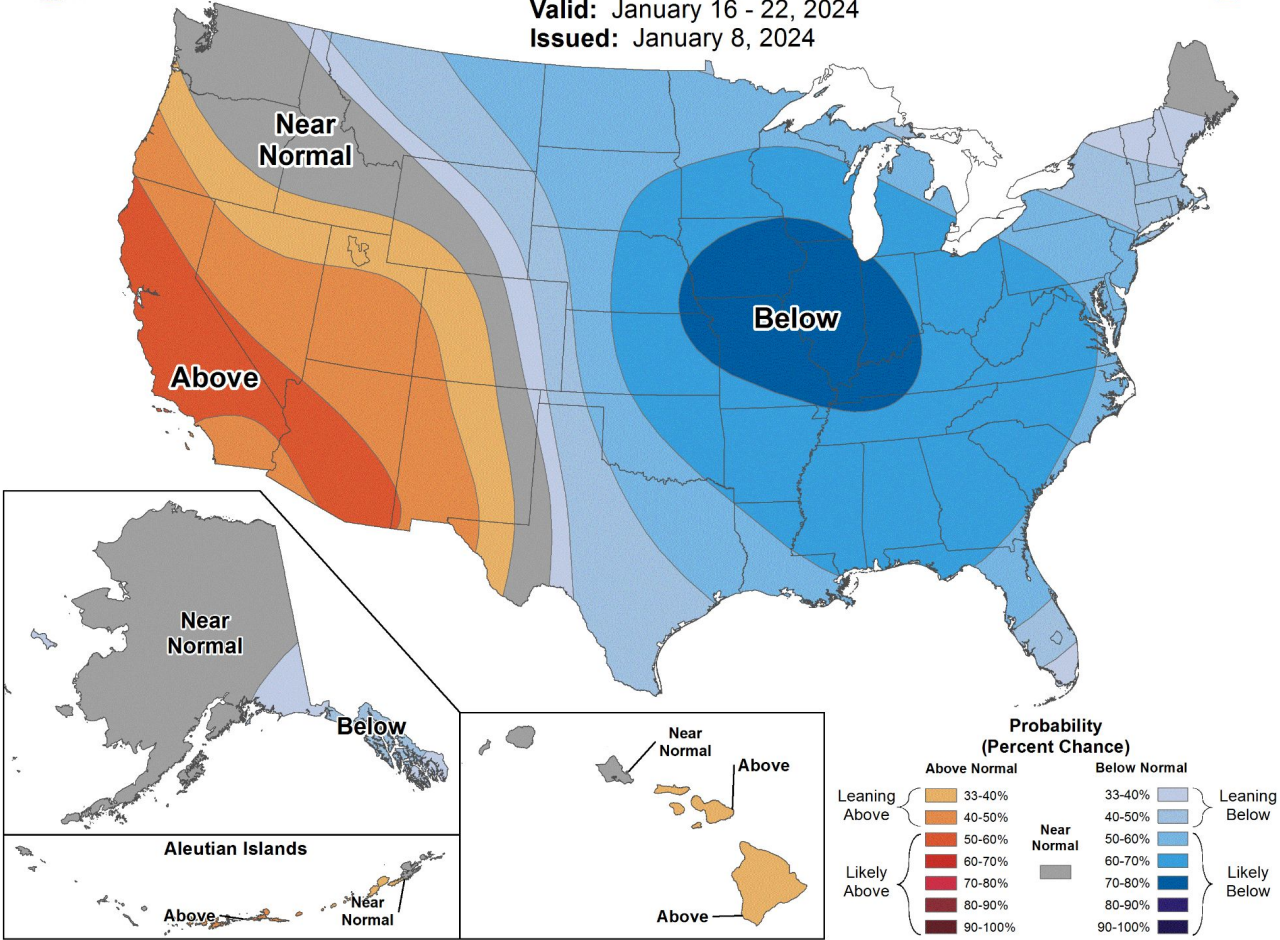 Valid: January 16 - 22, 2024
Issued: January 8, 2024
Near
Normal
Below
Above
Near
Normal
Below
Near
Normal
Above
Above
Aleutian Islands
Above
Near
Normal
Probability
(Percent Chance)
Above Normal
Below Normal
Leaning
Above
33-40%
40-50%
33-40%
40-50%
Leaning
Below
Near
Normal
Likely
Above
50-60%
60-70%
70-80%
80-90%
90-100%
50-60%
60-70%
70-80%
80-90%
90-100%
Likely
Below